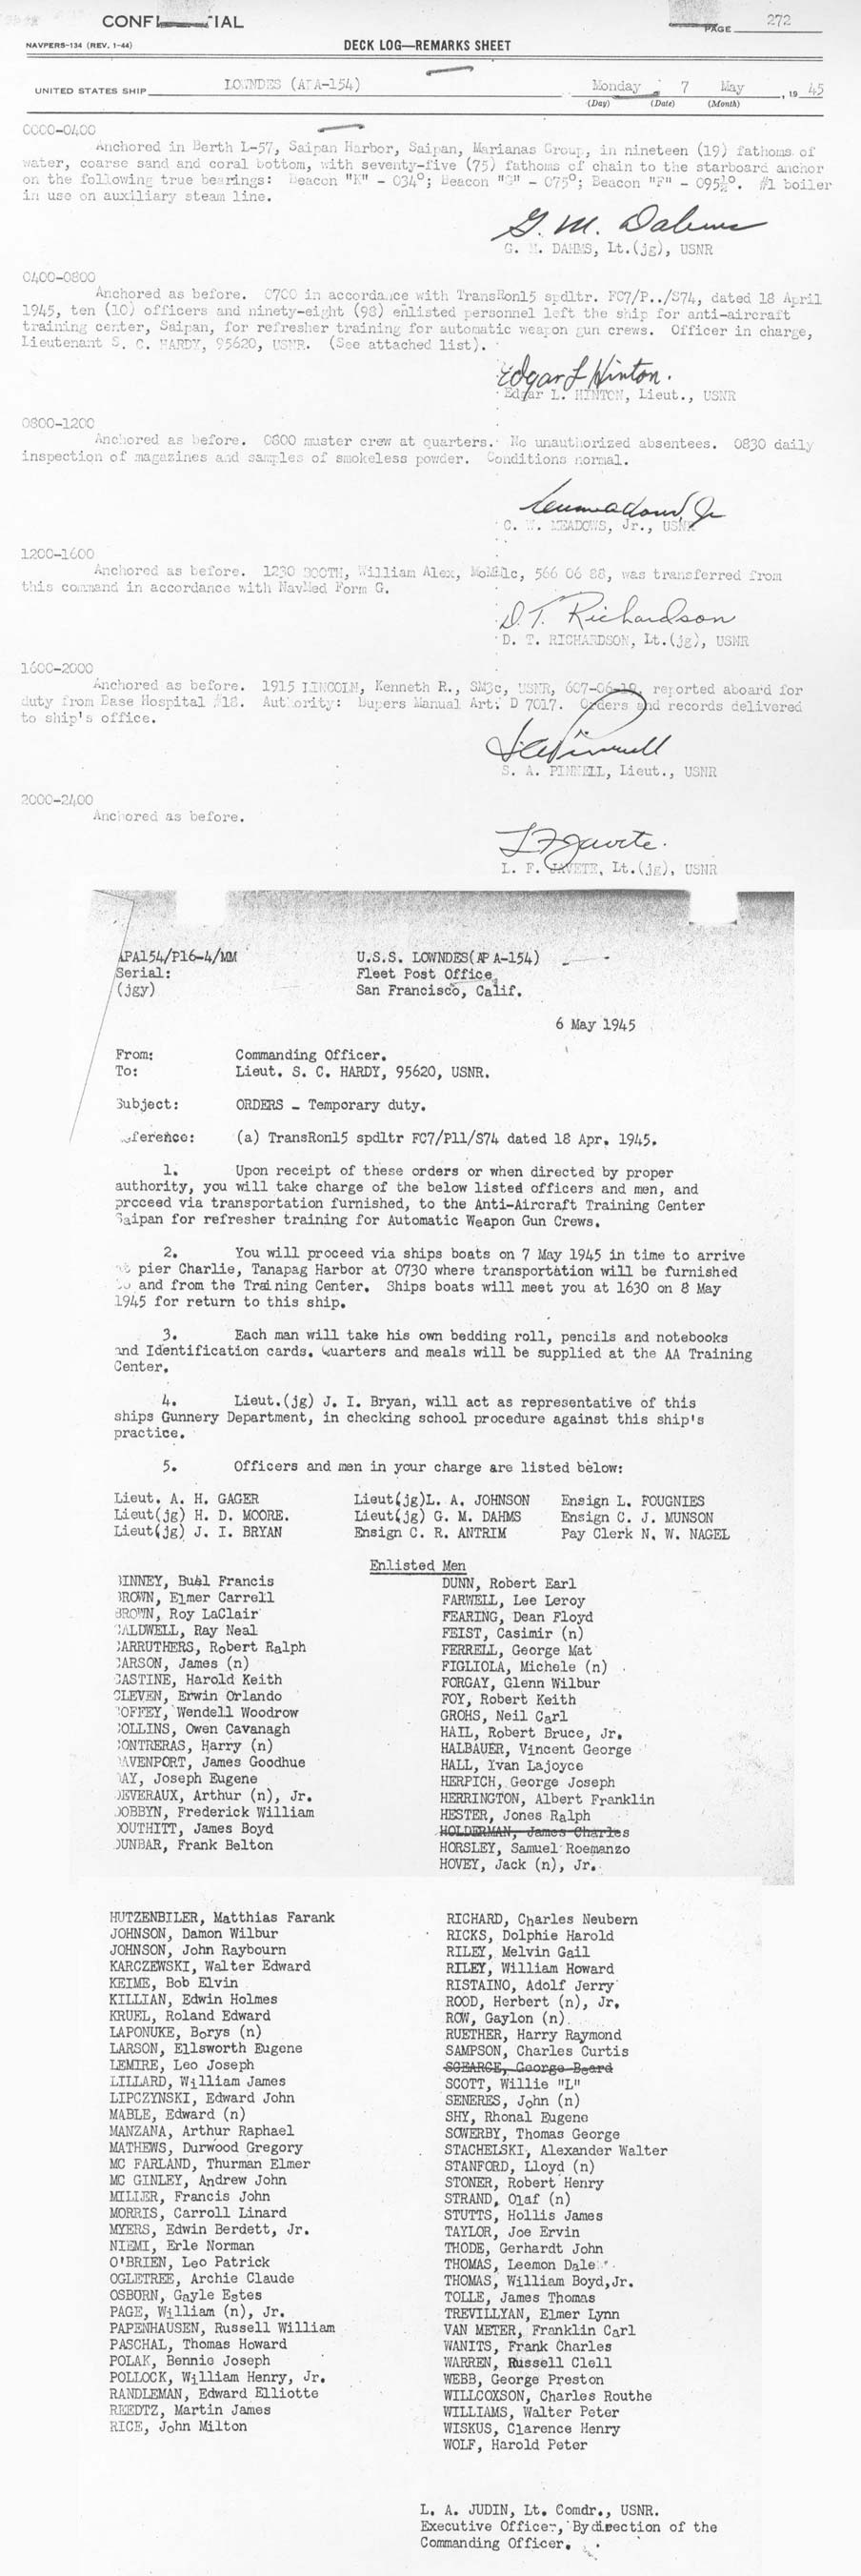 CONFIDENTIAL
PAGE 272
NAVPERS-134 (REV. 1-44)
DECK LOG—REMARKS SHEET
UNITED STATES SHIP LOWNDES (APA-154) Monday 7 May , 19 45
(Day) (Date) (Month)
0000-0400
Anchored in Berth L-57, Saipan Harbor, Saipan, Marianas Group, in nineteen (19) fathoms of
water, coarse sand and coral bottom, with seventy-five (75) fathoms of chain to the starboard anchor
on the following true bearings: Beacon "K" - 034°; Beacon - 075°; Beacon "F" - 095½°. #1 boiler
in use on auxiliary steam line.
G. M. Dahms
G. M. DAHMS, Lt.(jg), USNR
0400-0800
Anchored as before. 0700 in accordance with TransRon15 spdltr. FC7/P../S74, dated 18 April
1945, ten (10) officers and ninety-eight (98) enlisted personnel left the ship for anti-aircraft
training center, Saipan, for refresher training for automatic weapon gun crews. Officer in charge,
Lieutenant S. C. HARDY, 95620, USNR. (See attached list).
Edgar L Hinton.
Edgar L. HINTON, Lieut., USNR
0800-1200
Anchored as before. 0800 muster crew at quarters. No unauthorized absentees. 0830 daily
inspection of magazines and samples of smokeless powder. Conditions normal.
C. W. MEADOWS, Jr., USNR
1200-1600
Anchored as before. 1230 BOOTH, William Alex, MoMM1c, 566 06 88, was transferred from
this command in accordance with NavMed Form G.
D. T. Richardson
D. T. RICHARDSON, Lt.(jg), USNR
1600-2000
Anchored as before. 1915 LINCOLN, Kenneth R., SM3c, USNR, 607-06-19, reported aboard for
duty from Base Hospital #18. Authority: Bupers Manual Art: D 7017. Orders and records delivered
to ship's office.
S A Pinnell
S. A. PINNELL, Lieut., USNR
2000-2400
Anchored as before.
L F Javete.
L. F. JAVETE, Lt.(jg), USNR
APA154/P16-4/MM U.S.S. LOWNDES(AP A-154)
Serial: Fleet Post Office
(jgy) San Francisco, Calif.
6 May 1945
From: Commanding Officer.
To: Lieut. S. C. HARDY, 95620, USNR.
Subject: ORDERS - Temporary duty.
ference: (a) TransRon15 spdltr FC7/P11/S74 dated 18 Apr. 1945.
1. Upon receipt of these orders or when directed by proper
authority, you will take charge of the below listed officers and men, and
proceed via transportation furnished, to the Anti-Aircraft Training Center
Saipan for refresher training for Automatic Weapon Gun Crews.
2. You will proceed via ships boats on 7 May 1945 in time to arrive
at pier Charlie, Tanapag Harbor at 0730 where transportation will be furnished
to and from the Training Center. Ships boats will meet you at 1630 on 8 May
1945 for return to this ship.
3. Each man will take his own bedding roll, pencils and notebooks
and Identification cards. Quarters and meals will be supplied at the AA Training
Center.
4. Lieut.(jg) J. I. Bryan, will act as representative of this
ships Gunnery Department, in checking school procedure against this ship's
practice.
5. Officers and men in your charge are listed below:
Lieut. A. H. GAGER Lieut(jg)L. A. JOHNSON Ensign L. FOUGNIES
Lieut(jg) H. D. MOORE. Lieut(jg) G. M. DAHMS Ensign C. J. MUNSON
Lieut(jg) J. I. BRYAN Ensign C. R. ANTRIM Pay Clerk N. W. NAGEL
Enlisted Men
BINNEY, Bual Francis
BROWN, Elmer Carrell
BROWN, Roy LaClair
CALDWELL, Ray Neal
CARRUTHERS, Robert Ralph
CARSON, James (n)
CASTINE, Harold Keith
CLEVEN, Erwin Orlando
COFFEY, Wendell Woodrow
COLLINS, Owen Cavanagh
CONTRERAS, Harry (n)
DAVENPORT, James Goodhue
DAY, Joseph Eugene
DEVERAUX, Arthur (n), Jr.
DOBBYN, Frederick William
DOUTHITT, James Boyd
DUNBAR, Frank Belton
DUNN, Robert Earl
FARWELL, Lee Leroy
FEARING, Dean Floyd
FEIST, Casimir (n)
FERRELL, George Mat
FIGLIOLA, Michele (n)
FORGAY, Glenn Wilbur
FOY, Robert Keith
GROHS, Neil Carl
HAIL, Robert Bruce, Jr.
HALBAUER, Vincent George
HALL, Ivan Lajoyce
HERPICH, George Joseph
HERRINGTON, Albert Franklin
HESTER, Jones Ralph
HOLDERMAN, James Charles
HORSLEY, Samuel Roemanzo
HOVEY, Jack (n), Jr.
HUTZENBILER, Matthias Farank
JOHNSON, Damon Wilbur
JOHNSON, John Raybourn
KARCZEWSKI, Walter Edward
KEIME, Bob Elvin
KILLIAN, Edwin Holmes
KRUEL, Roland Edward
LAPONUKE, Borys (n)
LARSON, Ellsworth Eugene
LEMIRE, Leo Joseph
LILLARD, William James
LIPCZYNSKI, Edward John
MABLE, Edward (n)
MANZANA, Arthur Raphael
MATHEWS, Durwood Gregory
MC FARLAND, Thurman Elmer
MC GINLEY, Andrew John
MILLER, Francis John
MORRIS, Carroll Linard
MYERS, Edwin Berdett, Jr.
NIEMI, Erle Norman
O'BRIEN, Leo Patrick
OGLETREE, Archie Claude
OSBURN, Gayle Estes
PAGE, William (n), Jr.
PAPENHAUSEN, Russell William
PASCHAL, Thomas Howard
POLAK, Bennie Joseph
POLLOCK, William Henry, Jr.
RANDLEMAN, Edward Elliotte
REEDTZ, Martin James
RICE, John Milton
RICHARD, Charles Neubern
RICKS, Dolphie Harold
RILEY, Melvin Gail
RILEY, William Howard
RISTAINO, Adolf Jerry
ROOD, Herbert (n), Jr.
ROW, Gaylon (n).
RUETHER, Harry Raymond
SAMPSON, Charles Curtis
SCEARCE, George Beard
SCOTT, Willie "L"
SENERES, John (n)
SHY, Rhonal Eugene
SOWERBY, Thomas George
STACHELSKI, Alexander Walter
STANFORD, Lloyd (n)
STONER, Robert Henry
STRAND, Olaf (n)
STUTTS, Hollis James
TAYLOR, Joe Ervin
THODE, Gerhardt John
THOMAS, Leemon Dale
THOMAS, William Boyd,Jr.
TOLLE, James Thomas
TREVILLYAN, Elmer Lynn
VAN METER, Franklin Carl
WANITS, Frank Charles
WARREN, Russell Clell
WEBB, George Preston
WILLCOXSON, Charles Routhe
WILLIAMS, Walter Peter
WISKUS, Clarence Henry
WOLF, Harold Peter
L. A. JUDIN, Lt. Comdr., USNR.
Executive Officer, By direction of the
Commanding Officer.